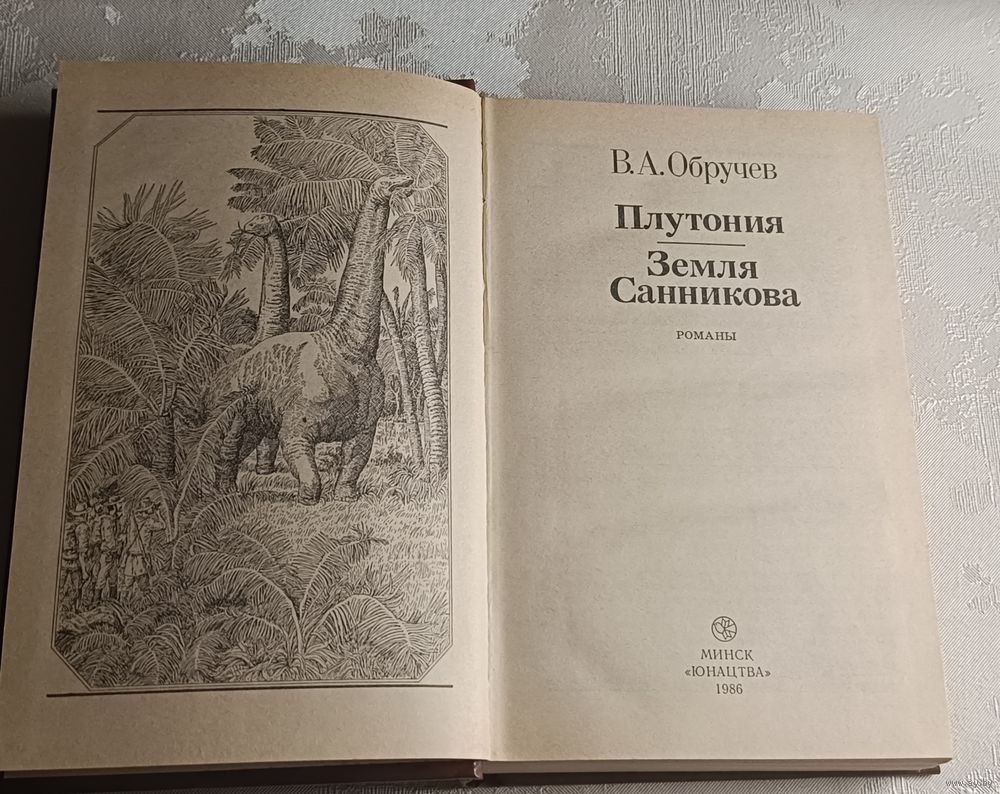 В. А. Обручев
Плутония
Земля
Санникова
РОМАНЫ
МИНСК
«ЮНАЦТВА»
1986